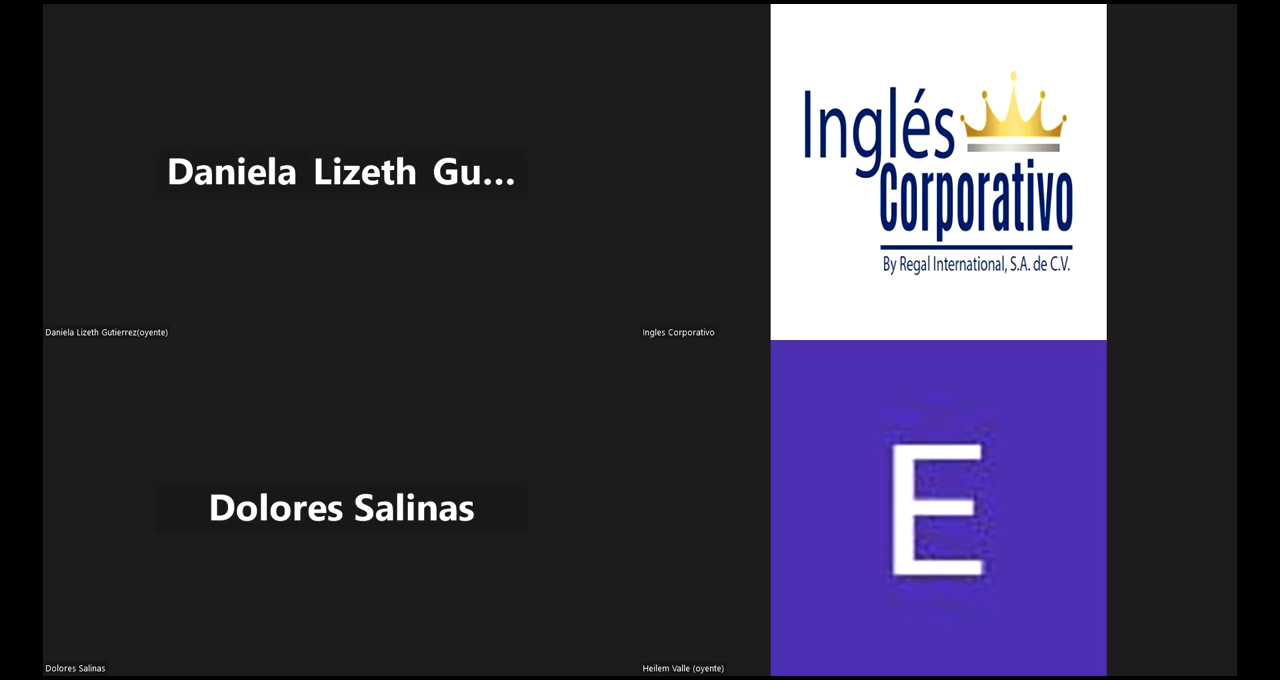 Daniela Lizeth Gu...
Daniela Lizeth Gutierrez(oyente)
Inglés
Corporativo
By Regal International, S.A. de C.V.
Ingles Corporativo
Dolores Salinas
Dolores Salinas
E
Heilem Valle (oyente)